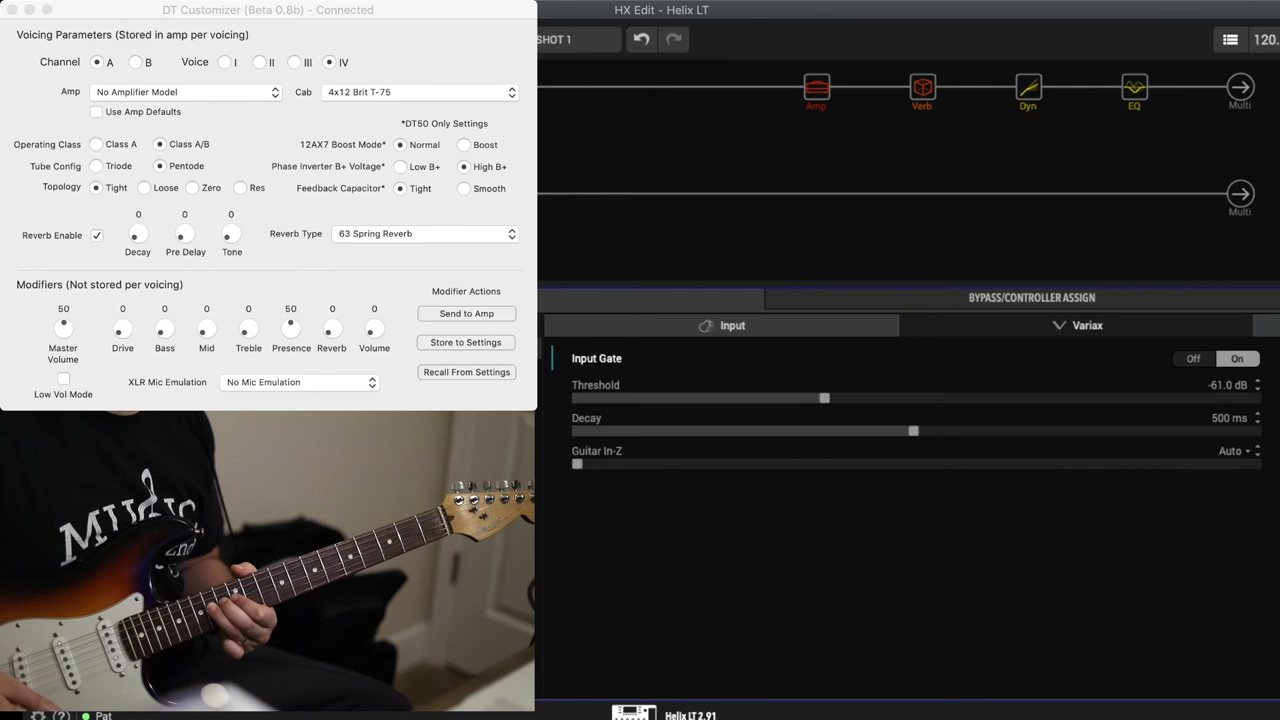 DT Customizer (Beta 0.8b) - Connected
HX Edit - Helix LT
Voicing Parameters (Stored in amp per voicing)
SHOT 1
120.
Channel A B Voice I II III IV
Amp No Amplifier Model Cab 4x12 Brit T-75
Amp Verb Dyn EQ Multi
Use Amp Defaults
*DT50 Only Settings
Operating Class Class A Class A/B 12AX7 Boost Mode* Normal Boost
Tube Config Triode Pentode Phase Inverter B+ Voltage* Low B+ High B+
Topology Tight Loose Zero Res Feedback Capacitor* Tight Smooth
Multi
0 0 0
Reverb Enable Reverb Type 63 Spring Reverb
Decay Pre Delay Tone
Modifiers (Not stored per voicing)
Modifier Actions
BYPASS/CONTROLLER ASSIGN
50 0 0 0 0 50 0 0
Send to Amp
Input Variax
Master Volume Drive Bass Mid Treble Presence Reverb Volume
Store to Settings
Input Gate Off On
Recall From Settings
Low Vol Mode XLR Mic Emulation No Mic Emulation
Threshold -61.0 dB
Decay 500 ms
Guitar In-Z Auto
MUSIC
Pat
Helix LT 2.91